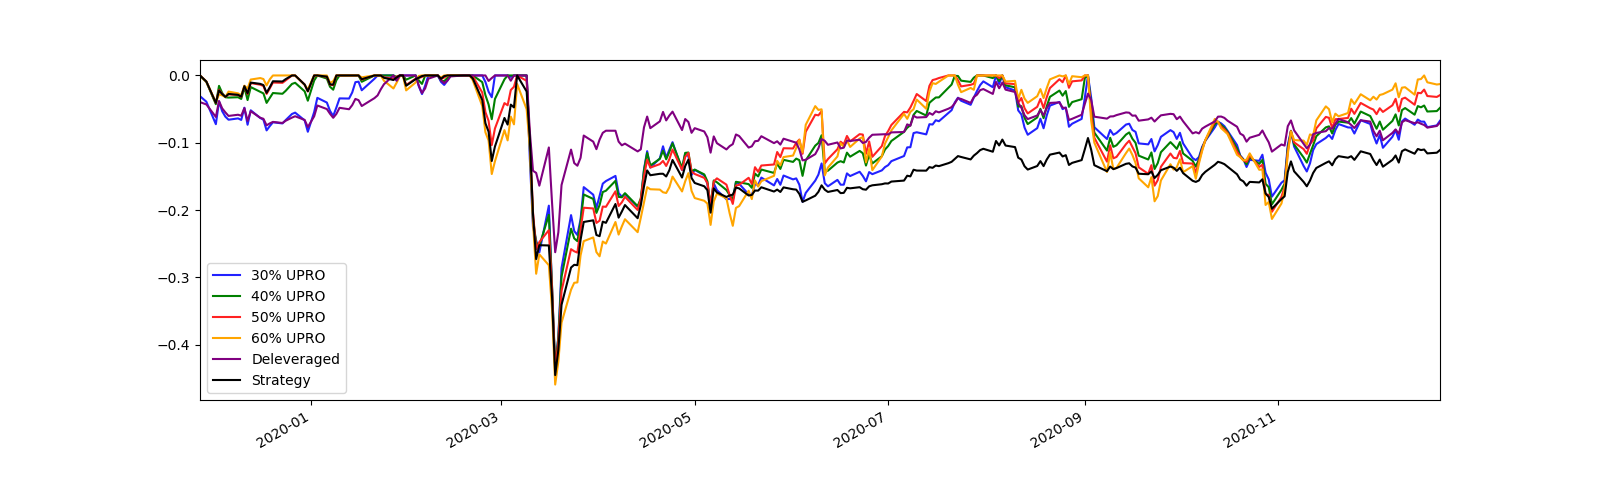 0.0
−0.1
−0.2
−0.3
−0.4
30% UPRO
40% UPRO
50% UPRO
60% UPRO
Deleveraged
Strategy
2020-01
2020-03
2020-05
2020-07
2020-09
2020-11